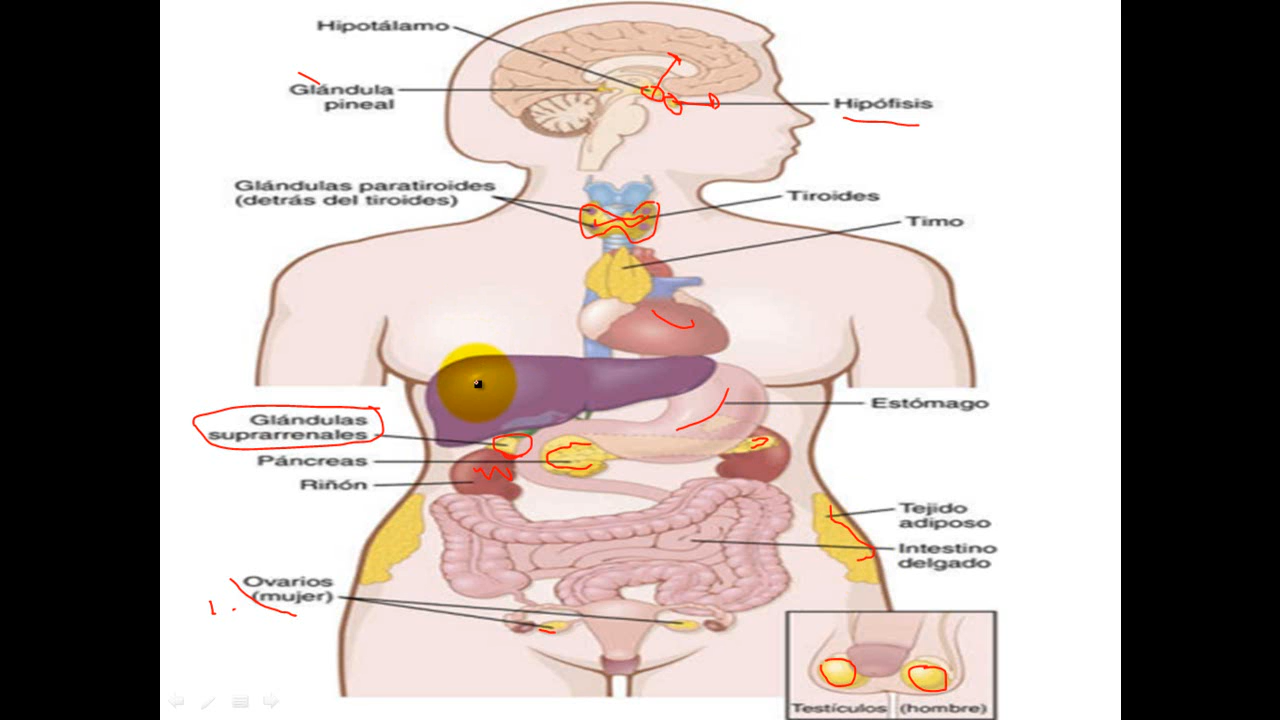 Hipotálamo
Glándula
pineal
Hipófisis
Glándulas paratiroides
(detrás del tiroides)
Tiroides
Timo
Estómago
Glándulas
suprarrenales
Páncreas
Riñón
Tejido
adiposo
Intestino
delgado
Ovarios
(mujer)
1.
Testículos (hombre)